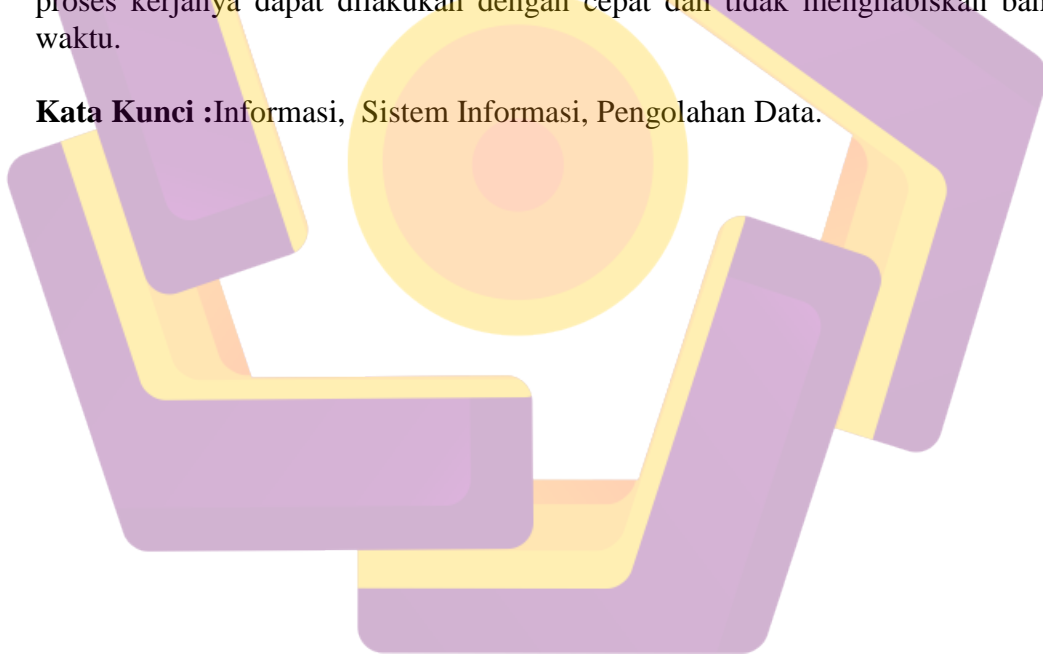 proses kerjanya dapat dilakukan dengan cepat dan tidak menghabiskan
waktu.
Kata Kunci :Informasi, Sistem Informasi, Pengolahan Data.